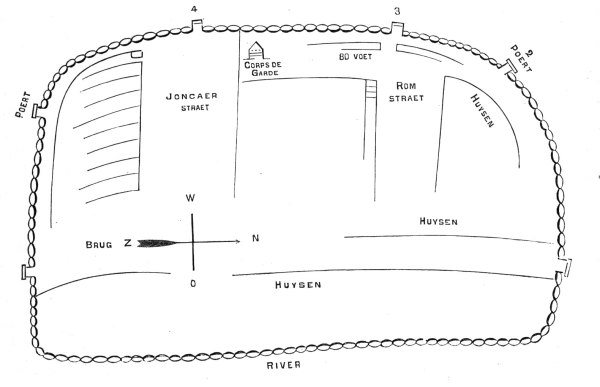 4
3
2
POERT
CORPS DE
GARDE
80 VOET
POERT
JONCAER
STRAET
ROM
STRAET
HUYSEN
W
HUYSEN
BRUG
Z
N
O
HUYSEN
RIVER